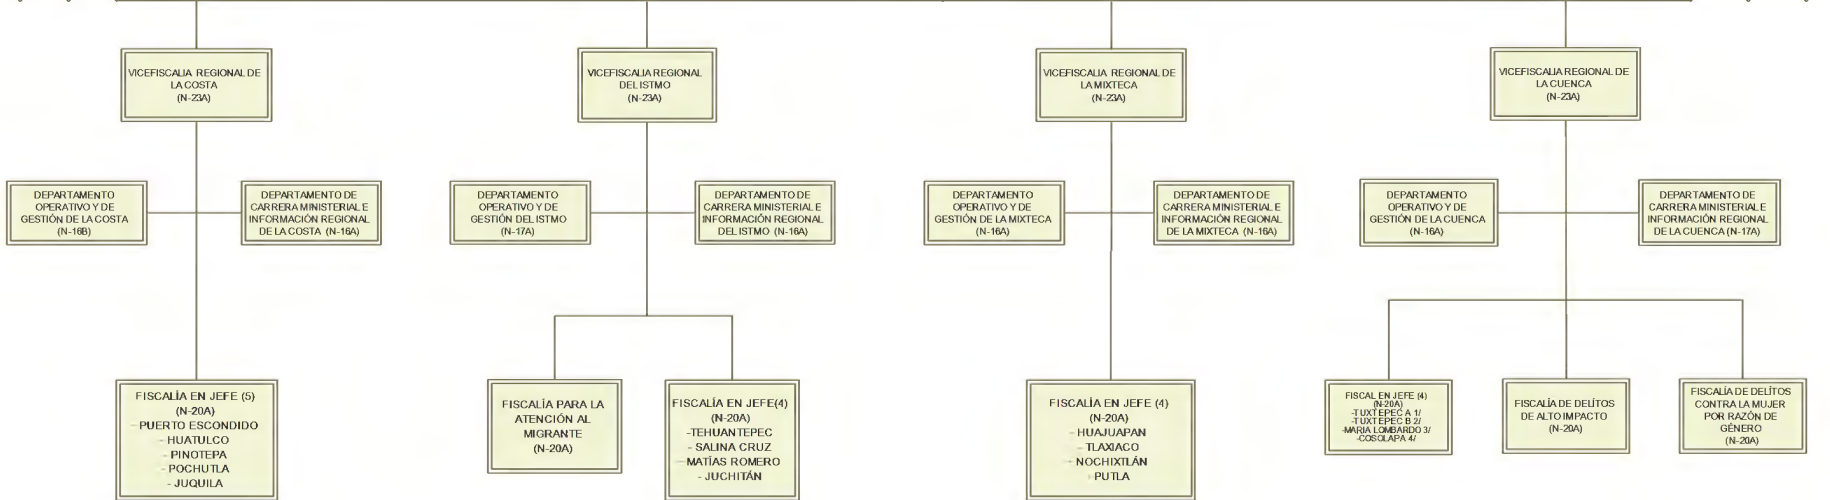 VICEFISCALIA REGIONAL DE
LA COSTA
(N-23A)
VICEFISCALIA REGIONAL
DEL ISTMO
(N-23A)
VICEFISCALIA REGIONAL DE
LA MIXTECA
(N-23A)
VICEFISCALIA REGIONAL DE
LA CUENCA
(N-23A)
DEPARTAMENTO
OPERATIVO Y DE
GESTIÓN DE LA COSTA
(N-16B)
DEPARTAMENTO DE
CARRERA MINISTERIAL E
INFORMACIÓN REGIONAL
DE LA COSTA (N-16A)
DEPARTAMENTO
OPERATIVO Y DE
GESTIÓN DEL ISTMO
(N-17A)
DEPARTAMENTO DE
CARRERA MINISTERIAL E
INFORMACIÓN REGIONAL
DEL ISTMO (N-16A)
DEPARTAMENTO
OPERATIVO Y DE
GESTIÓN DE LA MIXTECA
(N-16A)
DEPARTAMENTO DE
CARRERA MINISTERIAL E
INFORMACIÓN REGIONAL
DE LA MIXTECA (N-16A)
DEPARTAMENTO
OPERATIVO Y DE
GESTIÓN DE LA CUENCA
(N-16A)
DEPARTAMENTO DE
CARRERA MINISTERIAL E
INFORMACIÓN REGIONAL
DE LA CUENCA (N-17A)
FISCALÍA EN JEFE (5)
(N-20A)
- PUERTO ESCONDIDO
- HUATULCO
- PINOTEPA
- POCHUTLA
- JUQUILA
FISCALÍA PARA LA
ATENCIÓN AL
MIGRANTE
(N-20A)
FISCALÍA EN JEFE(4)
(N-20A)
-TEHUANTEPEC
- SALINA CRUZ
- MATÍAS ROMERO
- JUCHITÁN
FISCALÍA EN JEFE (4)
(N-20A)
- HUAJUAPAN
- TLAXIACO
- NOCHIXTLÁN
- PUTLA
FISCAL EN JEFE (4)
(N-20A)
-TUXTEPEC A 1/
-TUXTEPEC B 2/
-MARIA LOMBARDO 3/
-COSOLAPA 4/
FISCALÍA DE DELÍTOS
DE ALTO IMPACTO
(N-20A)
FISCALÍA DE DELÍTOS
CONTRA LA MUJER
POR RAZÓN DE
GÉNERO
(N-20A)